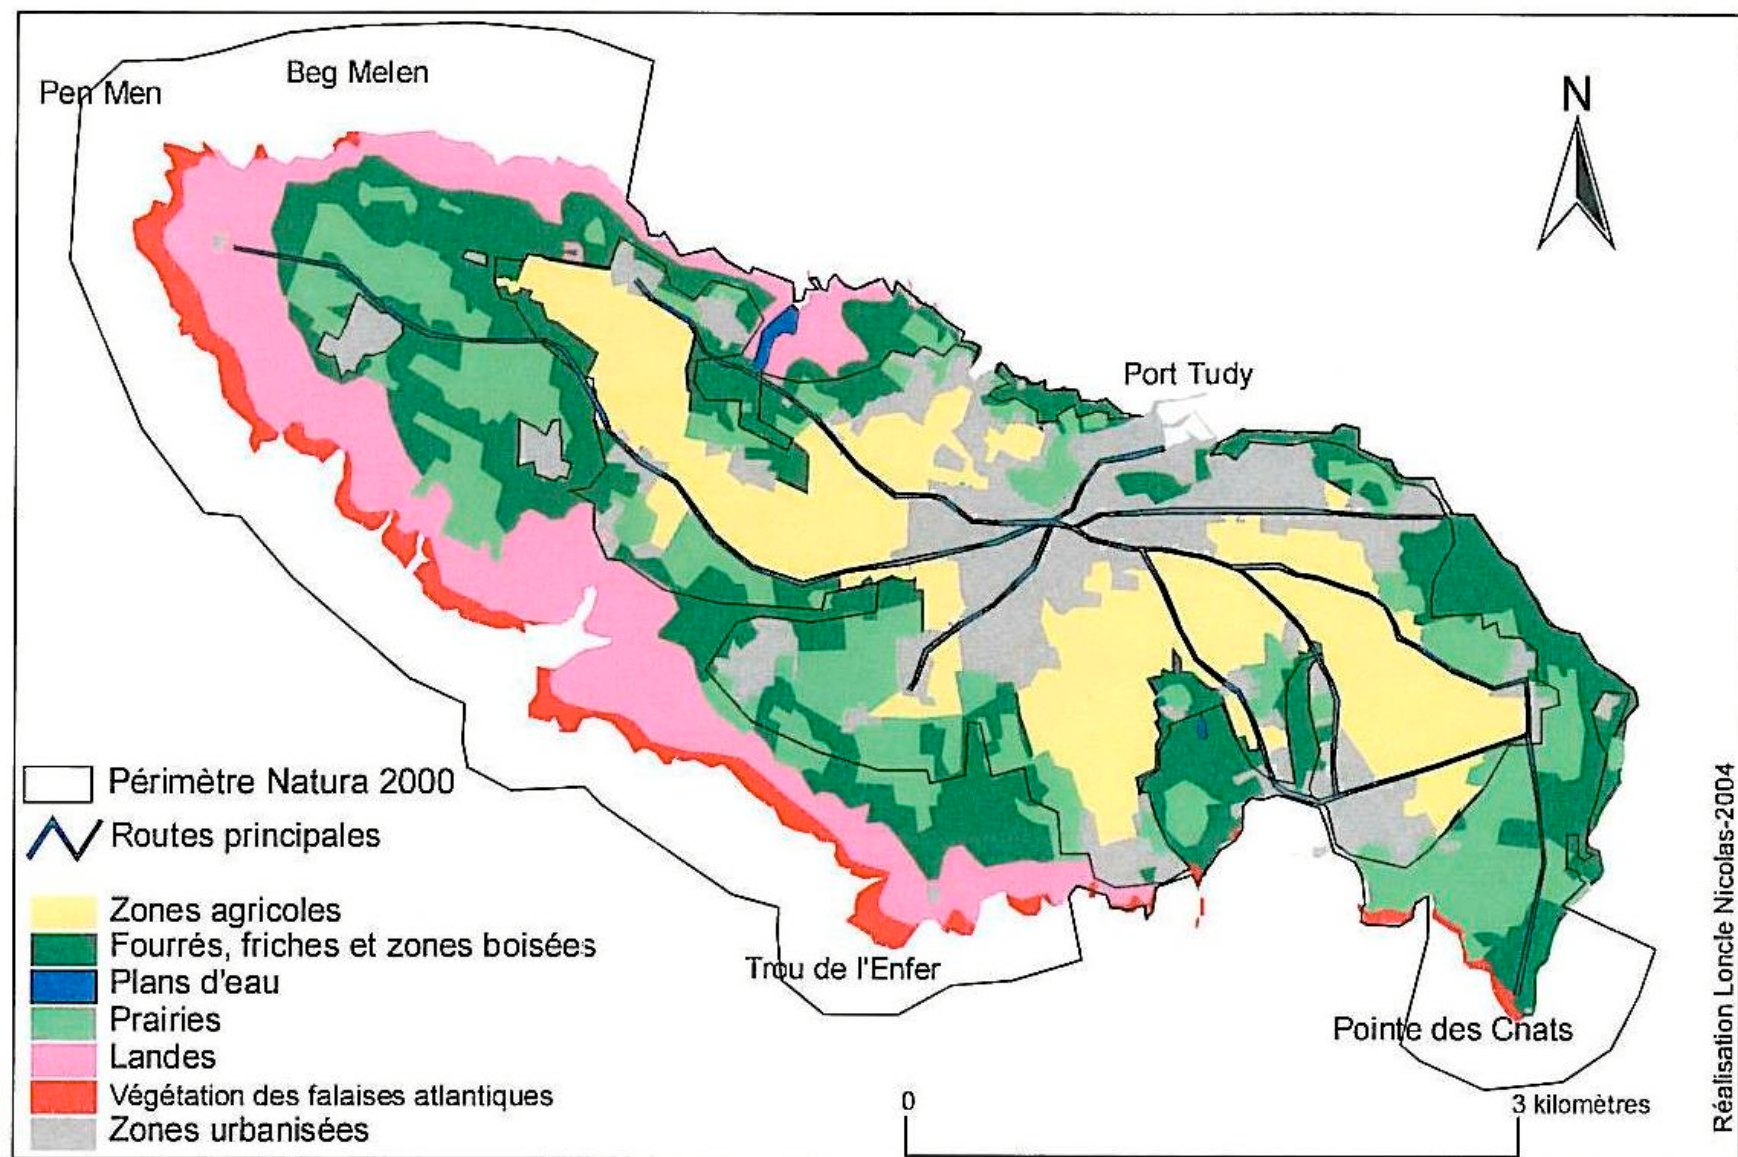 Pen Men
Beg Melen
N
Port Tudy
Périmètre Natura 2000
Routes principales
Zones agricoles
Fourrés, friches et zones boisées
Plans d'eau
Prairies
Landes
Végétation des falaises atlantiques
Zones urbanisées
Trou de l'Enfer
Pointe des Chats
0
3 kilomètres
Réalisation Loncle Nicolas-2004